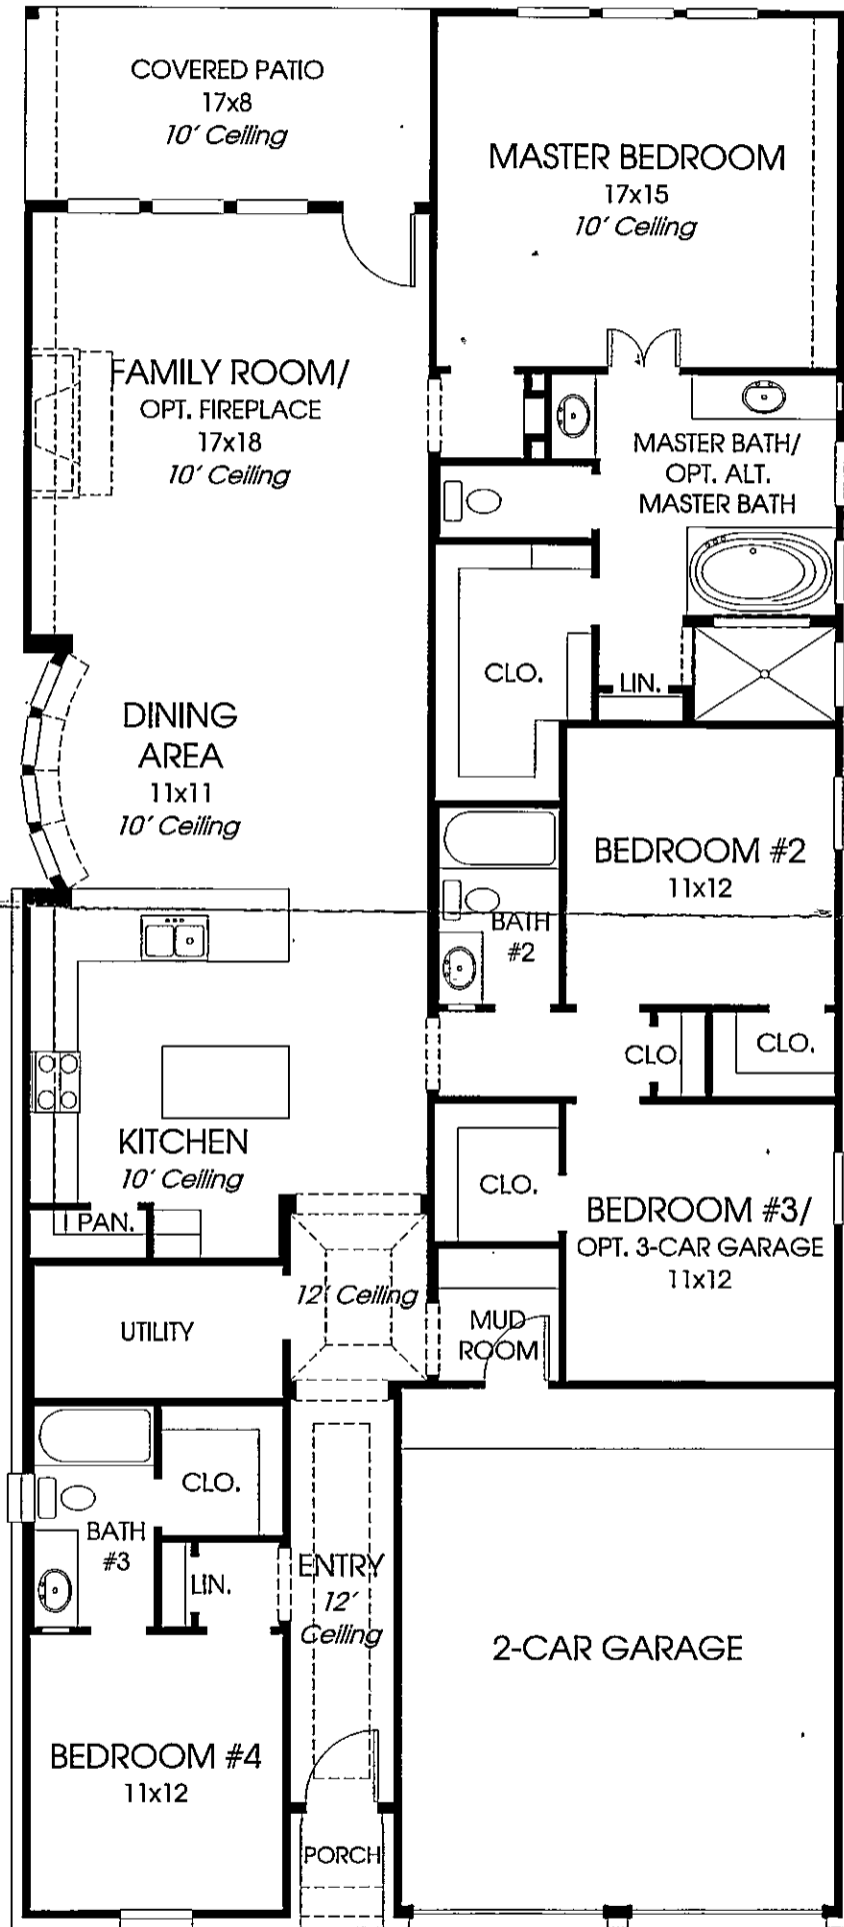 COVERED PATIO
17x8
10' Ceiling
MASTER BEDROOM
17x15
10' Ceiling
FAMILY ROOM/
OPT. FIREPLACE
17x18
10' Ceiling
MASTER BATH/
OPT. ALT.
MASTER BATH
CLO.
LIN.
DINING
AREA
11x11
10' Ceiling
BEDROOM #2
11x12
BATH
#2
CLO.
CLO.
KITCHEN
10' Ceiling
PAN.
CLO.
BEDROOM #3/
OPT. 3-CAR GARAGE
11x12
12' Ceiling
UTILITY
MUD
ROOM
CLO.
BATH
#3
LIN.
ENTRY
12'
Ceiling
2-CAR GARAGE
BEDROOM #4
11x12
PORCH